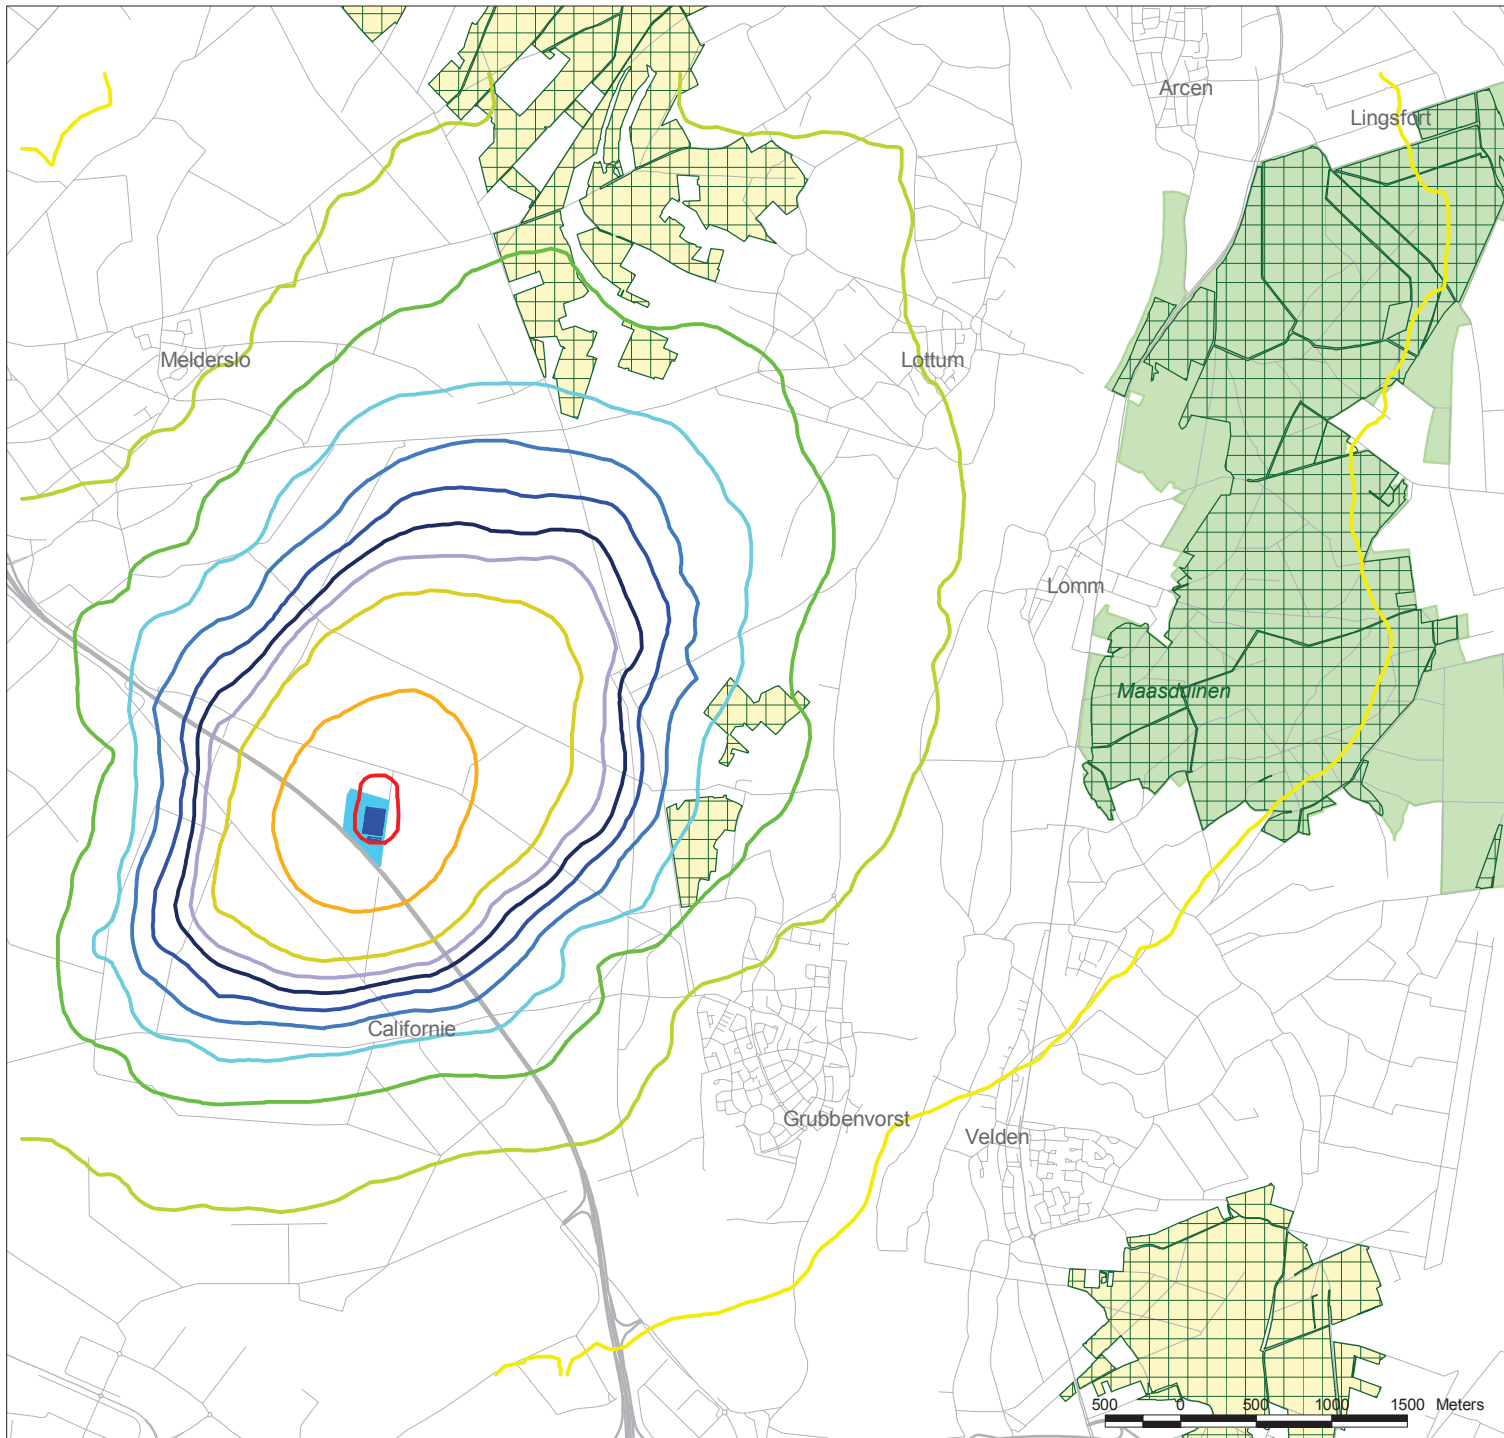 Arcen
Lingsfort
Melderslo
Lottum
Lomm
Maasduinen
Californie
Grubbenvorst
Velden
500 0 500 1000 1500 Meters